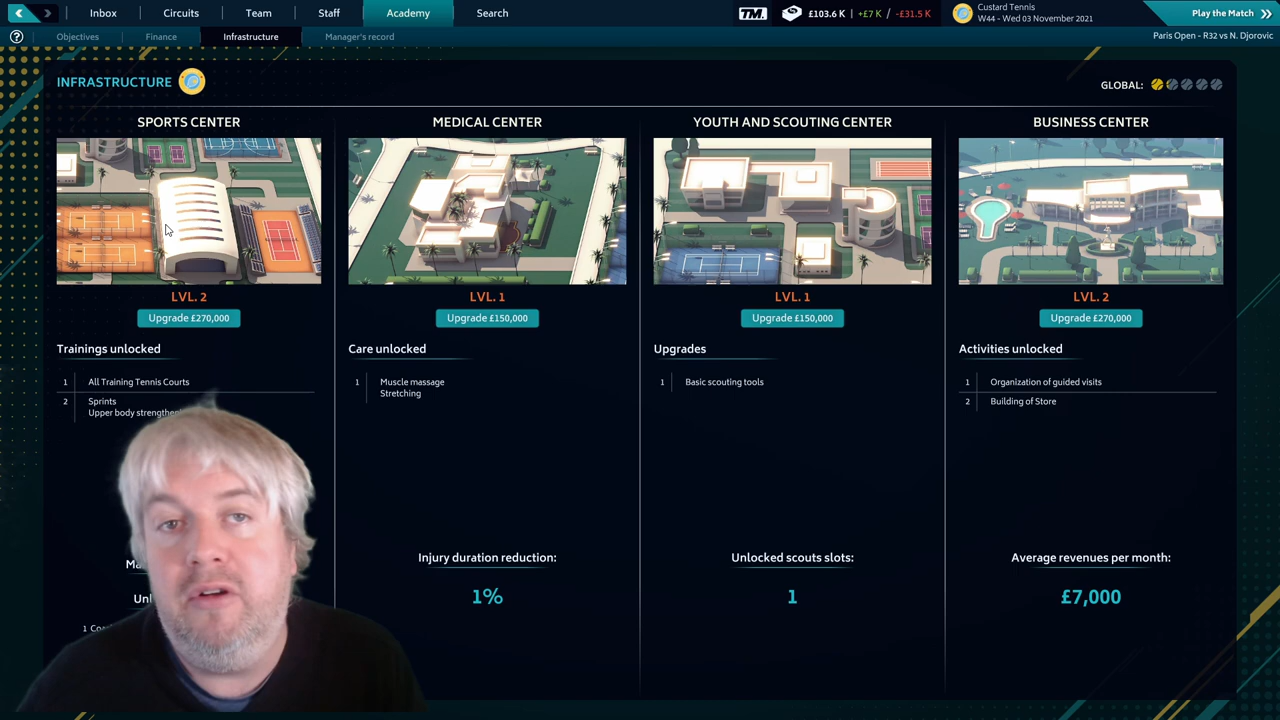 Inbox
Circuits
Team
Staff
Academy
Search
TM.
£103.6 K | +£7 K / -£31.5 K
Custard Tennis
W44 - Wed 03 November 2021
Play the Match
?
Objectives
Finance
Infrastructure
Manager's record
Paris Open - R32 vs N. Djorovic
INFRASTRUCTURE
GLOBAL:
SPORTS CENTER
LVL. 2
Upgrade £270,000
Trainings unlocked
1 All Training Tennis Courts
2 Sprints
Upper body
MEDICAL CENTER
LVL. 1
Upgrade £150,000
Care unlocked
1 Muscle massage
Stretching
Injury duration reduction:
1%
YOUTH AND SCOUTING CENTER
LVL. 1
Upgrade £150,000
Upgrades
1 Basic scouting tools
Unlocked scouts slots:
1
BUSINESS CENTER
LVL. 2
Upgrade £270,000
Activities unlocked
1 Organization of guided visits
2 Building of Store
Average revenues per month:
£7,000